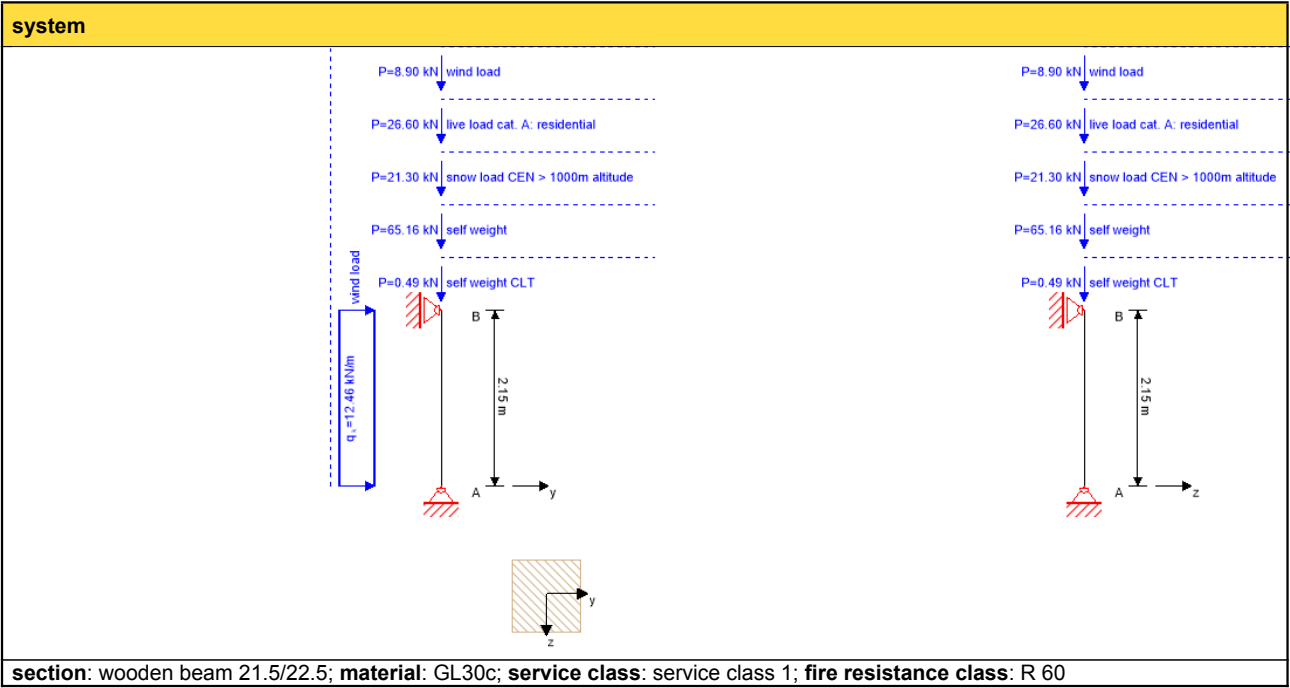 system
P=8.90 kN wind load
P=26.60 kN live load cat. A: residential
P=21.30 kN snow load CEN > 1000m altitude
P=65.16 kN self weight
P=0.49 kN self weight CLT
wind load
qₖ=12.46 kN/m
B
2.15 m
A
y
P=8.90 kN wind load
P=26.60 kN live load cat. A: residential
P=21.30 kN snow load CEN > 1000m altitude
P=65.16 kN self weight
P=0.49 kN self weight CLT
B
2.15 m
A
z
y
z
section: wooden beam 21.5/22.5; material: GL30c; service class: service class 1; fire resistance class: R 60